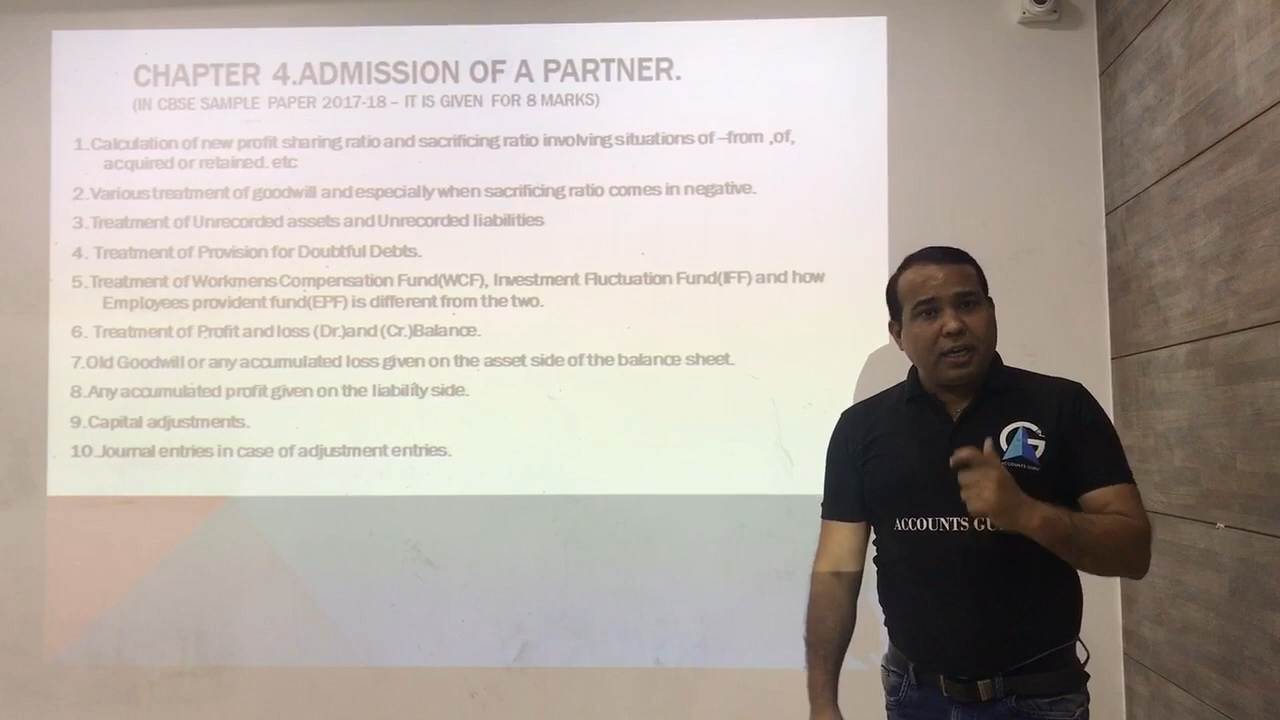 CHAPTER 4.ADMISSION OF A PARTNER.
(IN CBSE SAMPLE PAPER 2017-18 – IT IS GIVEN FOR 8 MARKS)
1.Calculation of new profit sharing ratio and sacrificing ratio involving situations of –from ,of,
acquired or retained. etc
2.Various treatment of goodwill and especially when sacrificing ratio comes in negative.
3.Treatment of Unrecorded assets and Unrecorded liabilities
4. Treatment of Provision for Doubtful Debts.
5.Treatment of Workmens Compensation Fund(WCF), Investment Fluctuation Fund(IFF) and how
Employees provident fund(EPF) is different from the two.
6. Treatment of Profit and loss (Dr.)and (Cr.)Balance.
7.Old Goodwill or any accumulated loss given on the asset side of the balance sheet.
8.Any accumulated profit given on the liability side.
9.Capital adjustments.
10.Journal entries in case of adjustment entries.
G
ACCOUNTS GURU
ACCOUNTS GU